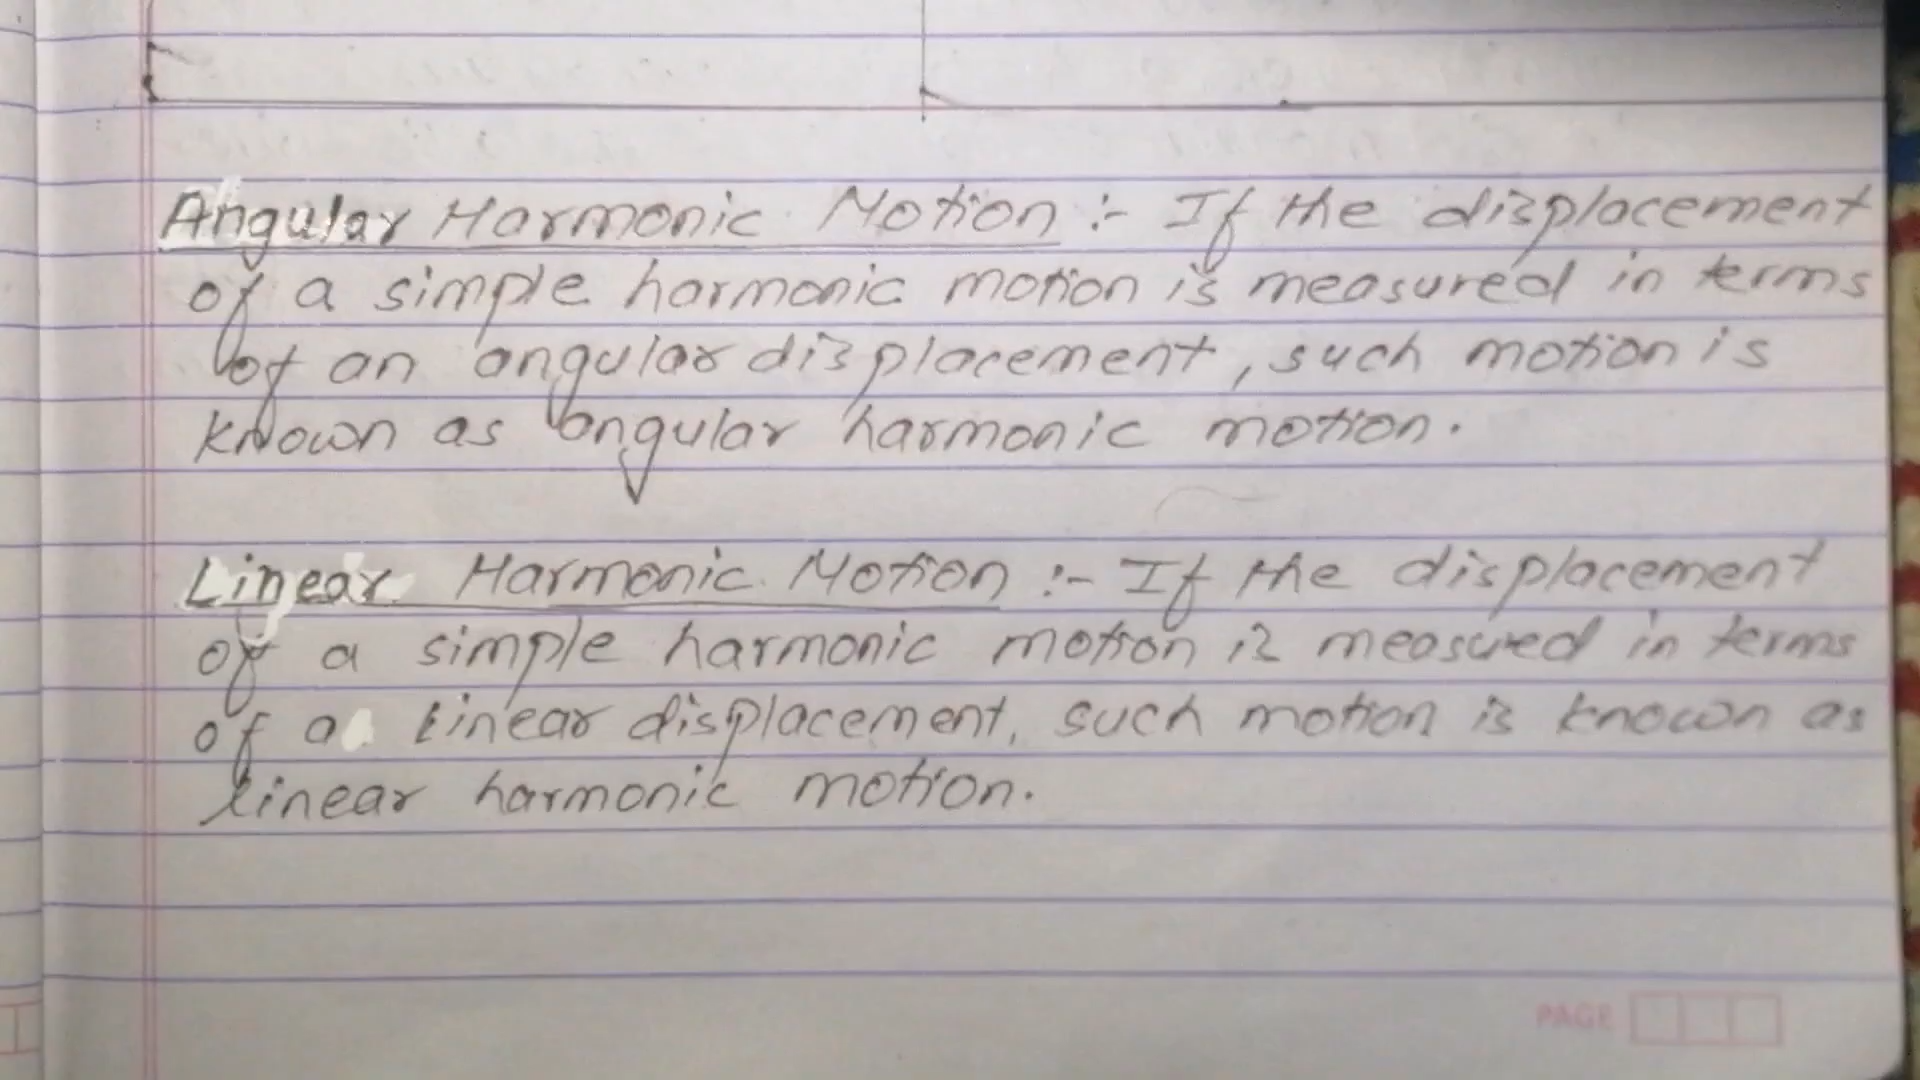 Angular Harmonic Motion :- If the displacement
of a simple harmonic motion is measured in terms
of an angular displacement, such motion is
known as angular harmonic motion.
Linear Harmonic Motion :- If the displacement
of a simple harmonic motion is measured in terms
of a linear displacement, such motion is known as
linear harmonic motion.
PAGE